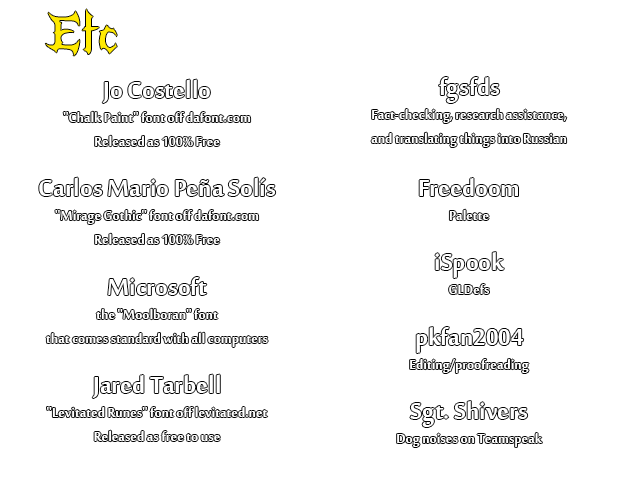 Etc
Jo Costello
"Chalk Paint" font off dafont.com
Released as 100% Free
Carlos Mario Peña Solís
"Mirage Gothic" font off dafont.com
Released as 100% Free
Microsoft
the "Moolboran" font
that comes standard with all computers
Jared Tarbell
"Levitated Runes" font off levitated.net
Released as free to use
fgsfds
Fact-checking, research assistance,
and translating things into Russian
Freedoom
Palette
iSpook
GLDefs
pkfan2004
Editing/proofreading
Sgt. Shivers
Dog noises on Teamspeak